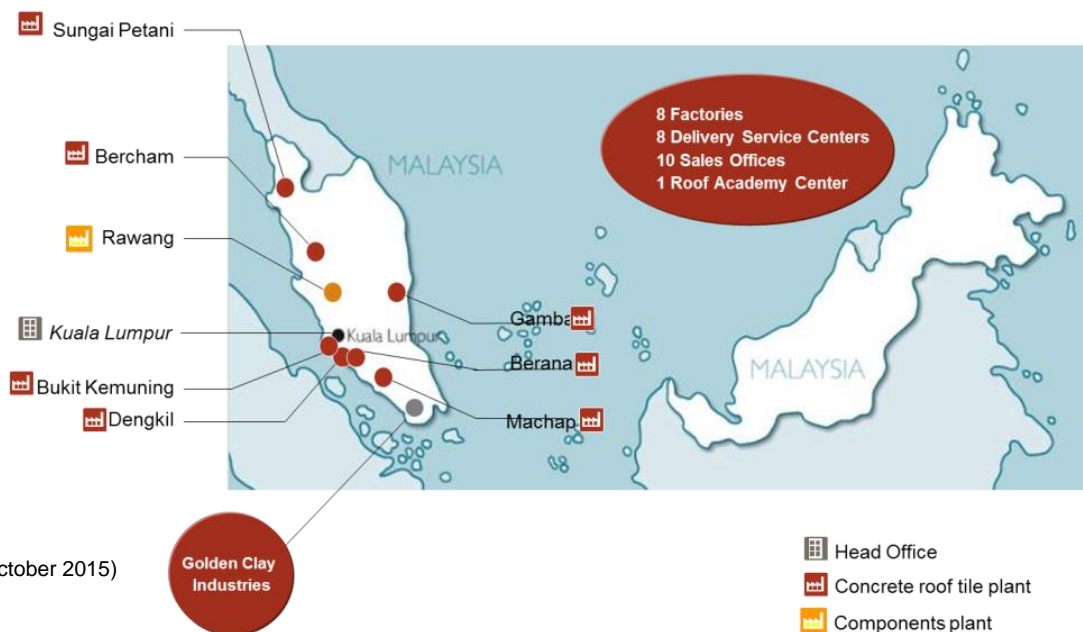 Sungai Petani
Bercham
Rawang
Kuala Lumpur
Bukit Kemuning
Dengkil
MALAYSIA
8 Factories
8 Delivery Service Centers
10 Sales Offices
1 Roof Academy Center
Kuala Lumpur
Gamba
Berana
Machap
MALAYSIA
Golden Clay
Industries
ctober 2015)
Head Office
Concrete roof tile plant
Components plant